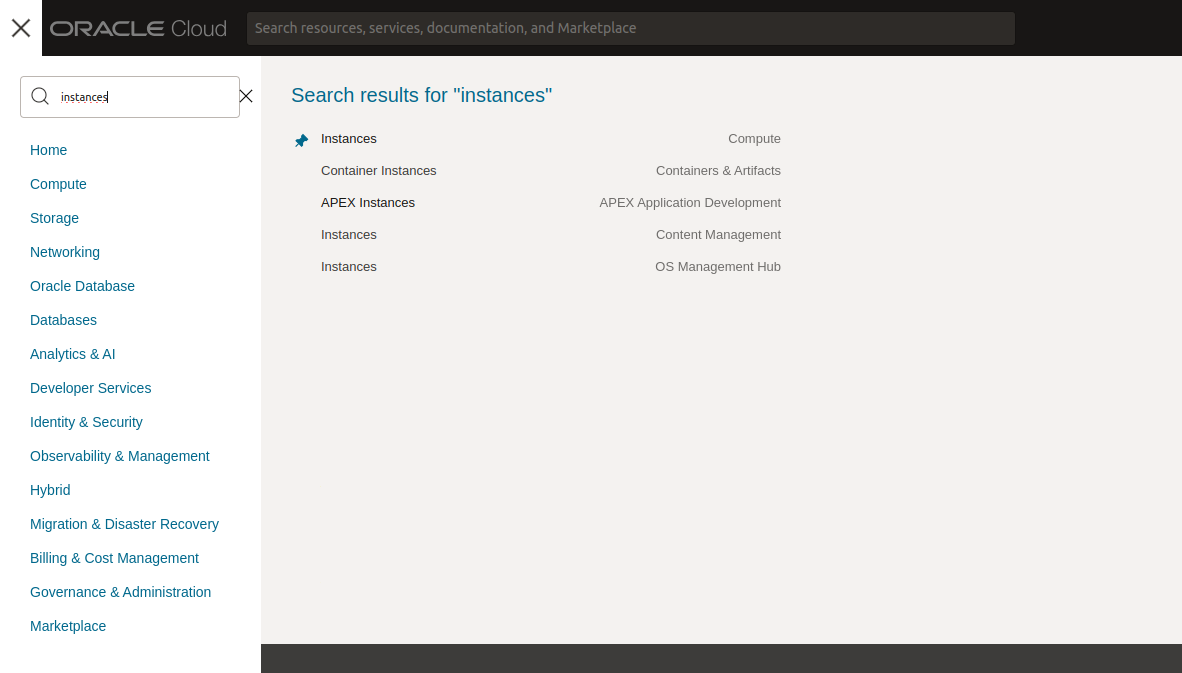 ORACLE Cloud
Search resources, services, documentation, and Marketplace
instances
Home
Compute
Storage
Networking
Oracle Database
Databases
Analytics & AI
Developer Services
Identity & Security
Observability & Management
Hybrid
Migration & Disaster Recovery
Billing & Cost Management
Governance & Administration
Marketplace
Search results for "instances"
Instances Compute
Container Instances Containers & Artifacts
APEX Instances APEX Application Development
Instances Content Management
Instances OS Management Hub